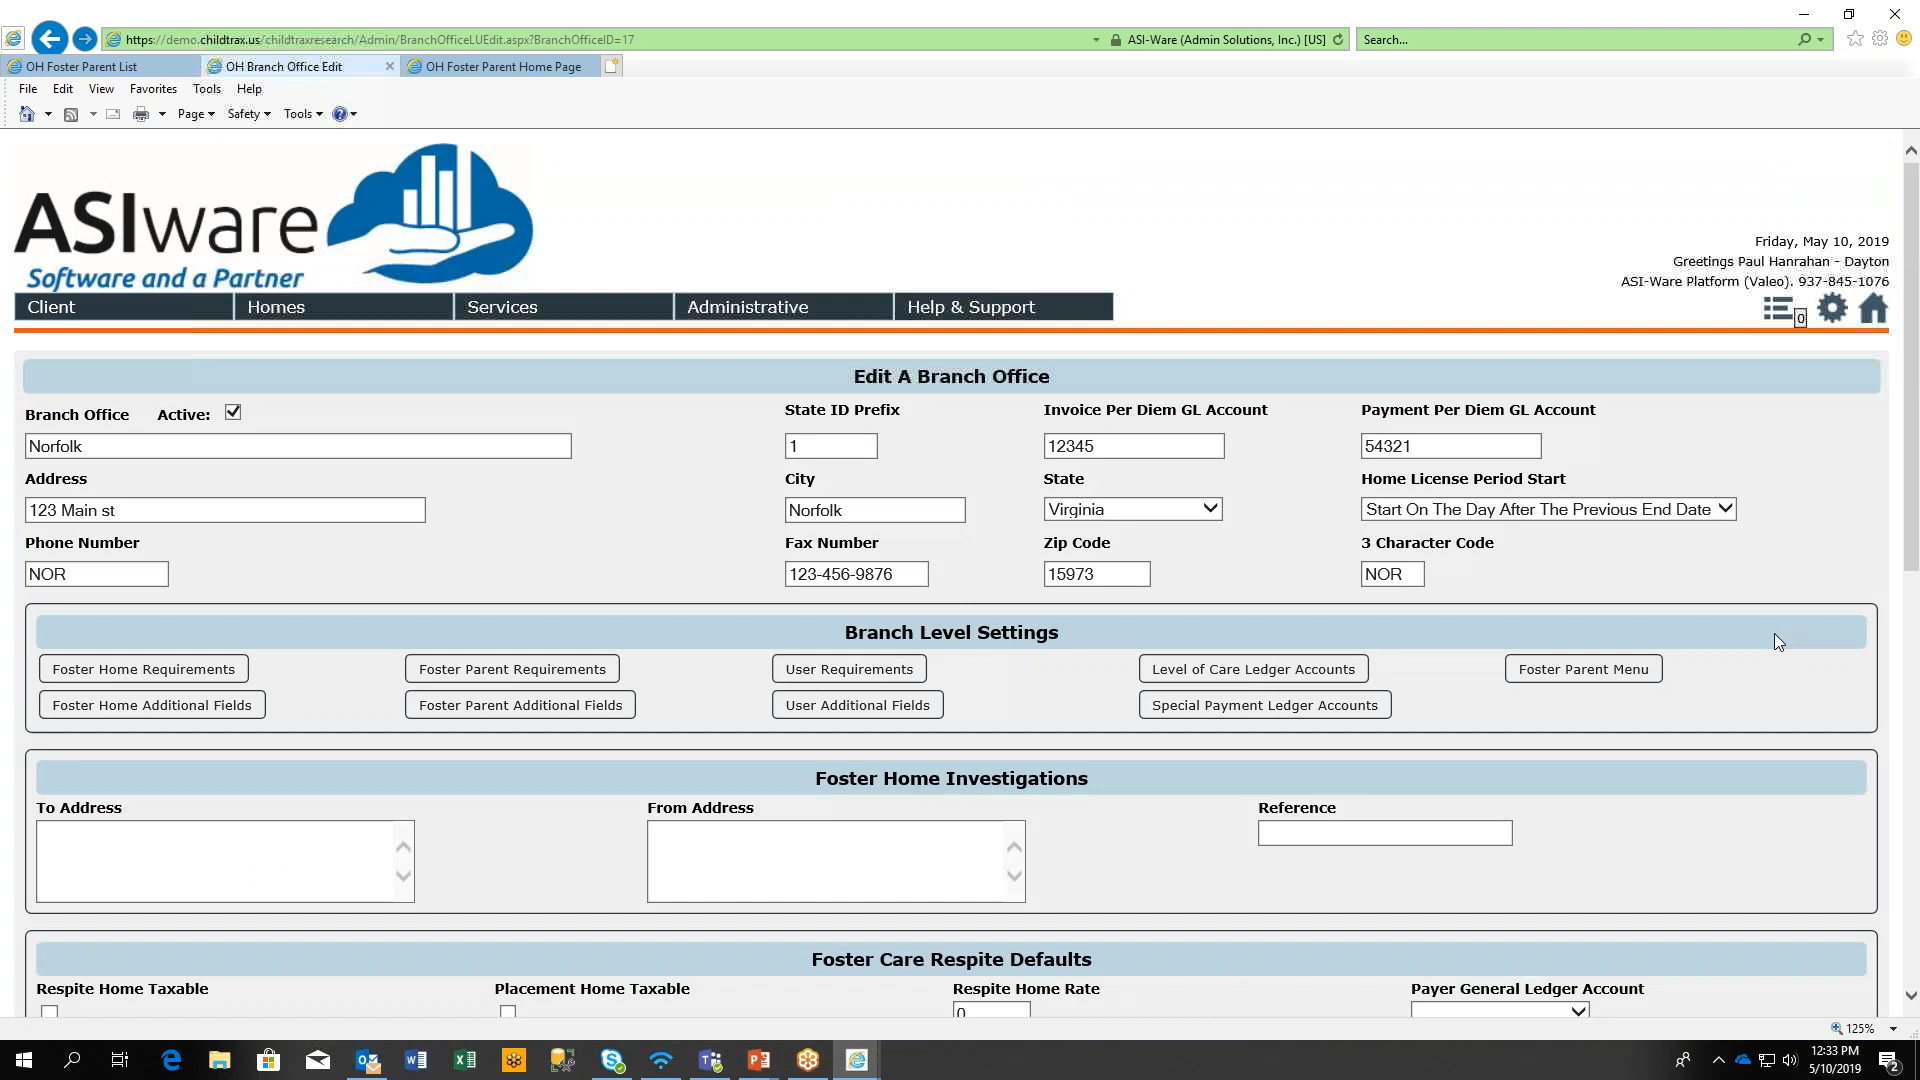 https://demo.childtrax.us/childtraxresearch/Admin/BranchOfficeLUEdit.aspx?BranchOfficeID=17
ASI-Ware (Admin Solutions, Inc.) [US]
Search...
OH Foster Parent List
OH Branch Office Edit
OH Foster Parent Home Page
File Edit View Favorites Tools Help
Page Safety Tools
ASIware
Software and a Partner
Friday, May 10, 2019
Greetings Paul Hanrahan - Dayton
ASI-Ware Platform (Valeo). 937-845-1076
Client Homes Services Administrative Help & Support
0
Edit A Branch Office
Branch Office Active: State ID Prefix Invoice Per Diem GL Account Payment Per Diem GL Account
Norfolk 1 12345 54321
Address City State Home License Period Start
123 Main st Norfolk Virginia Start On The Day After The Previous End Date
Phone Number Fax Number Zip Code 3 Character Code
NOR 123-456-9876 15973 NOR
Branch Level Settings
Foster Home Requirements Foster Parent Requirements User Requirements Level of Care Ledger Accounts Foster Parent Menu
Foster Home Additional Fields Foster Parent Additional Fields User Additional Fields Special Payment Ledger Accounts
Foster Home Investigations
To Address From Address Reference
Foster Care Respite Defaults
Respite Home Taxable Placement Home Taxable Respite Home Rate Payer General Ledger Account
0
125%
12:33 PM
5/10/2019
2